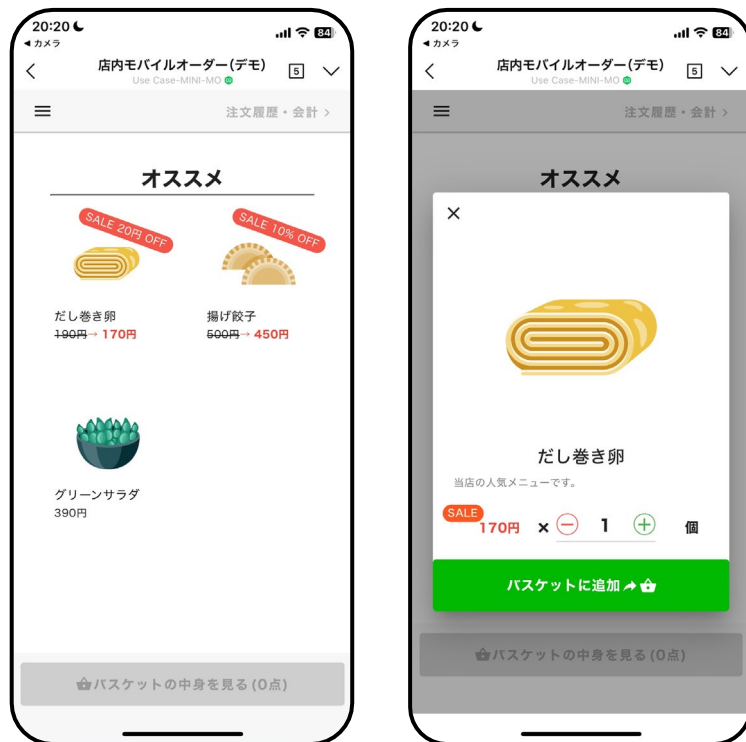 20:20
84
◀ カメラ
店内モバイルオーダー(デモ)
5
Use Case-MINI-MO
注文履歴・会計 >
オススメ
SALE 20円 OFF
SALE 10% OFF
だし巻き卵
揚げ餃子
190円→ 170円
500円→ 450円
グリーンサラダ
390円
バスケットの中身を見る(0点)
20:20
84
◀ カメラ
店内モバイルオーダー(デモ)
5
Use Case-MINI-MO
注文履歴・会計 >
オススメ
×
だし巻き卵
当店の人気メニューです。
SALE
170円 × 1 個
バスケットに追加
バスケットの中身を見る(0点)